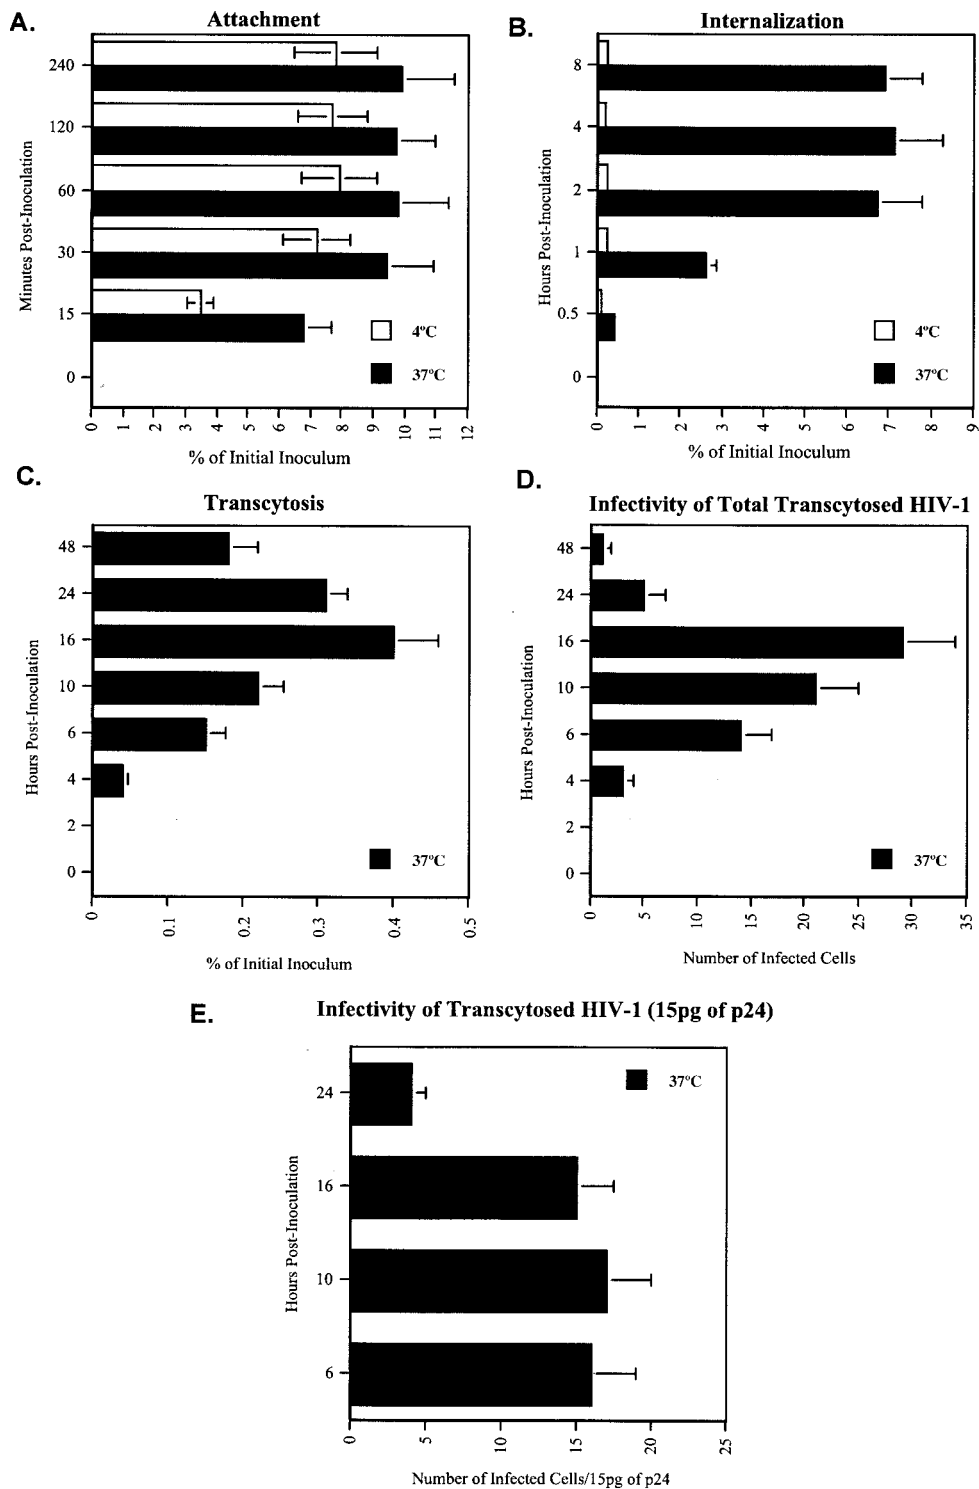 A.
Attachment
Minutes Post-Inoculation
240
120
60
30
15
0
4°C
37°C
0 1 2 3 4 5 6 7 8 9 10 11 12
% of Initial Inoculum
B.
Internalization
Hours Post-Inoculation
8
4
2
1
0.5
0
4°C
37°C
0 1 2 3 4 5 6 7 8 9
% of Initial Inoculum
C.
Transcytosis
Hours Post-Inoculation
48
24
16
10
6
4
2
0
37°C
0 0.1 0.2 0.3 0.4 0.5
% of Initial Inoculum
D.
Infectivity of Total Transcytosed HIV-1
Hours Post-Inoculation
48
24
16
10
6
4
2
0
37°C
0 5 10 15 20 25 30 35
Number of Infected Cells
E.
Infectivity of Transcytosed HIV-1 (15pg of p24)
Hours Post-Inoculation
24
16
10
6
37°C
0 5 10 15 20 25
Number of Infected Cells/15pg of p24